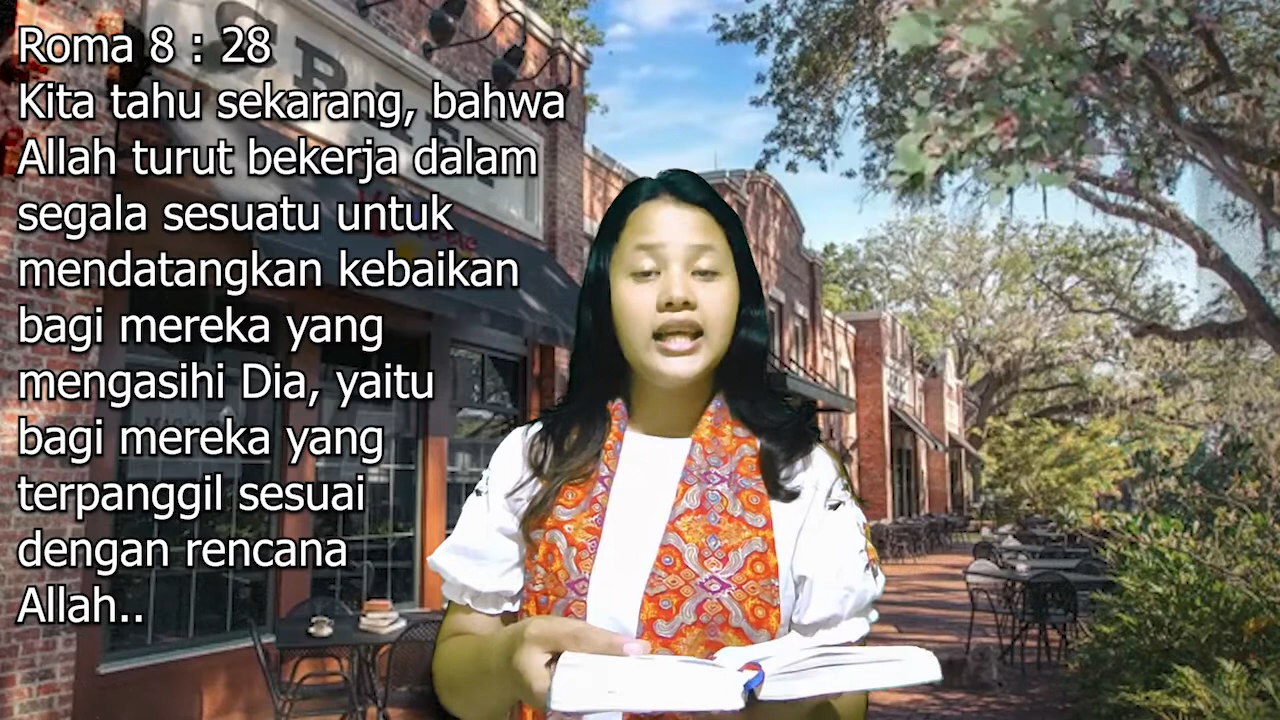 Roma 8 : 28
Kita tahu sekarang, bahwa
Allah turut bekerja dalam
segala sesuatu untuk
mendatangkan kebaikan
bagi mereka yang
mengasihi Dia, yaitu
bagi mereka yang
terpanggil sesuai
dengan rencana
Allah..